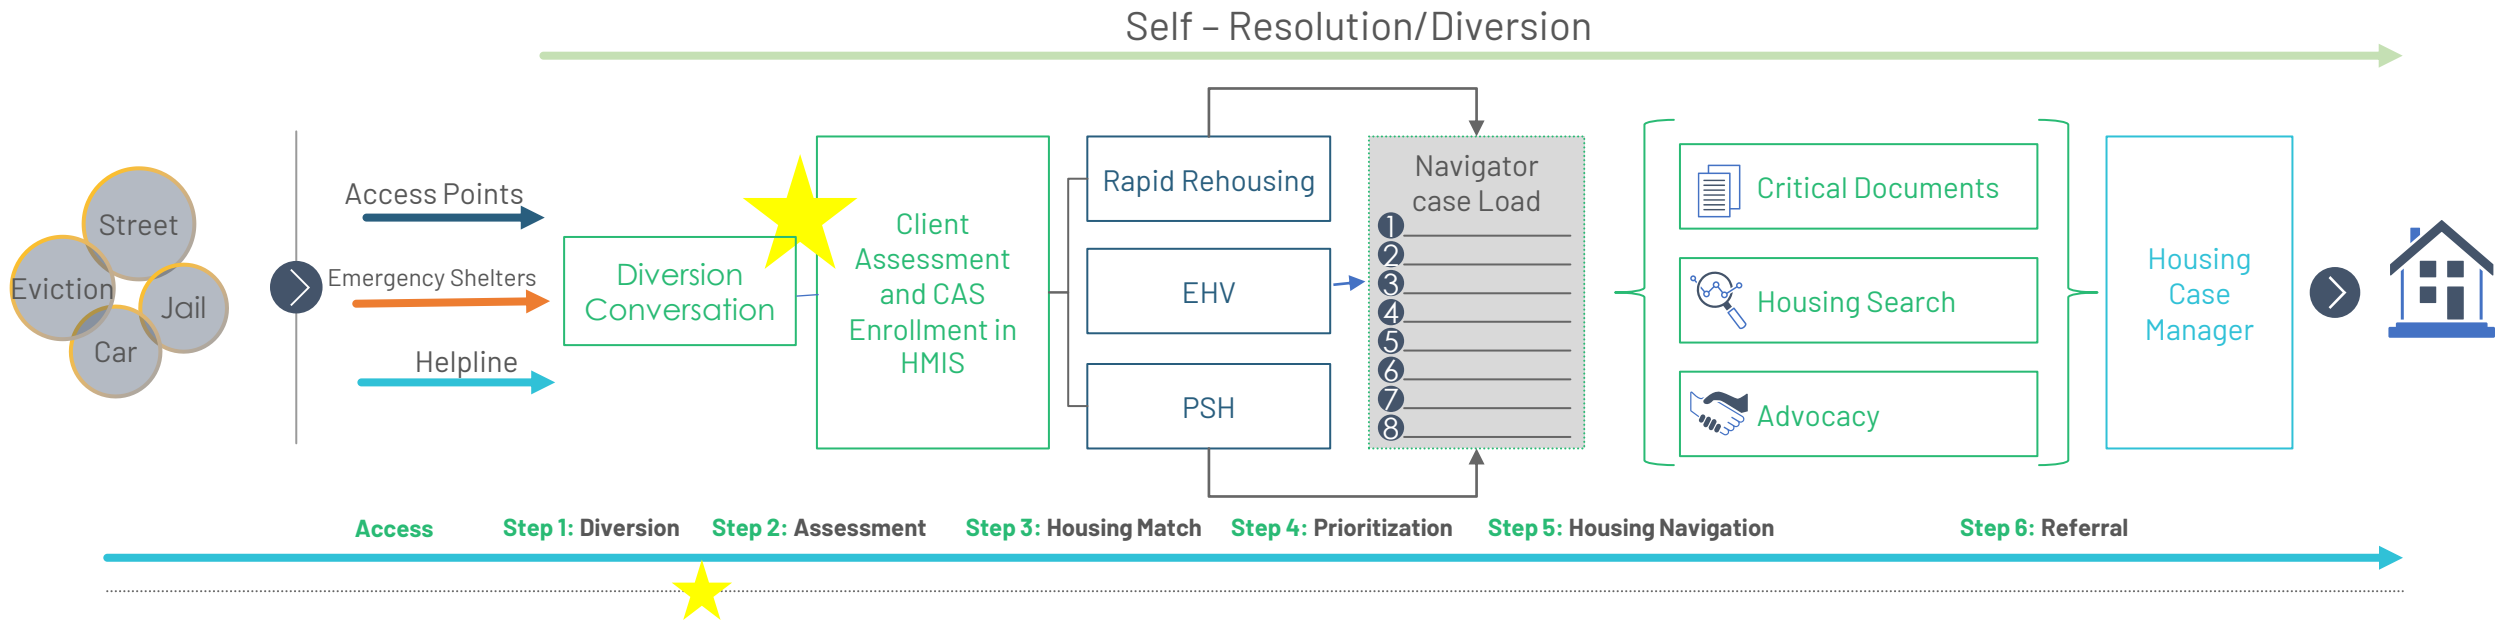 Self – Resolution/Diversion
Street
Eviction
Jail
Car
Access Points
Emergency Shelters
Helpline
Diversion
Conversation
Client
Assessment
and CAS
Enrollment in
HMIS
Rapid Rehousing
EHV
PSH
Navigator
case Load
1
2
3
4
5
6
7
8
Critical Documents
Housing Search
Advocacy
Housing
Case
Manager
Access
Step 1: Diversion
Step 2: Assessment
Step 3: Housing Match
Step 4: Prioritization
Step 5: Housing Navigation
Step 6: Referral